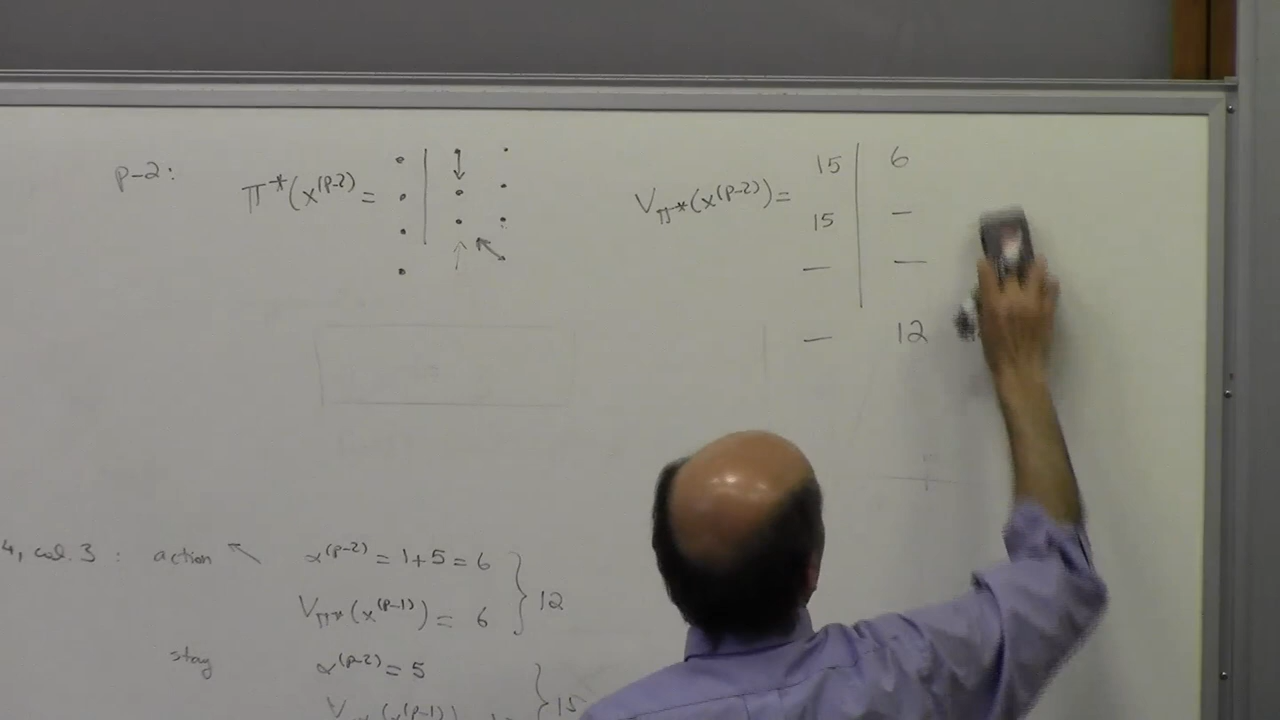 p-2:
π*(x^(p-2) =
V_π*(x^(p-2)) =
15 | 6
15 | —
— | —
— 12
4, col. 3 : action ↖ α^(p-2) = 1+5 = 6
V_π*(x^(p-1)) = 6 } 12
stay α^(p-2) = 5
} 15